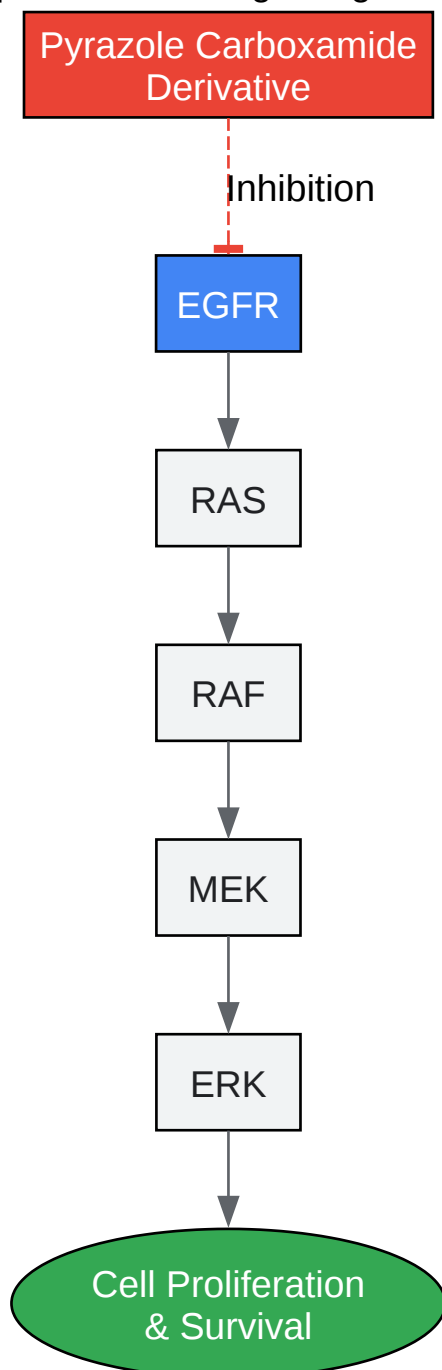 Pyrazole Carboxamide
Derivative
Inhibition
EGFR
RAS
RAF
MEK
ERK
Cell Proliferation
& Survival